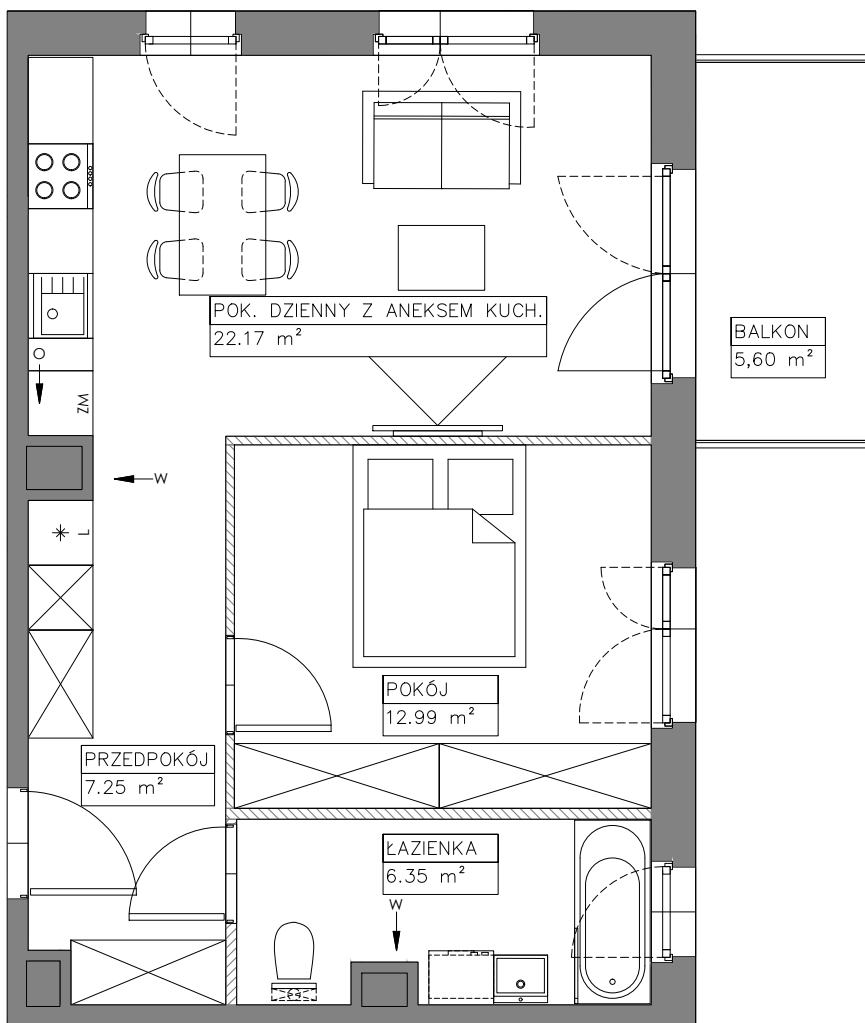 POK. DZIENNY Z ANEKSEM KUCH.
22.17 m²
BALKON
5,60 m²
ZM
W
L
POKÓJ
12.99 m²
PRZEDPOKÓJ
7.25 m²
ŁAZIENKA
6.35 m²
W